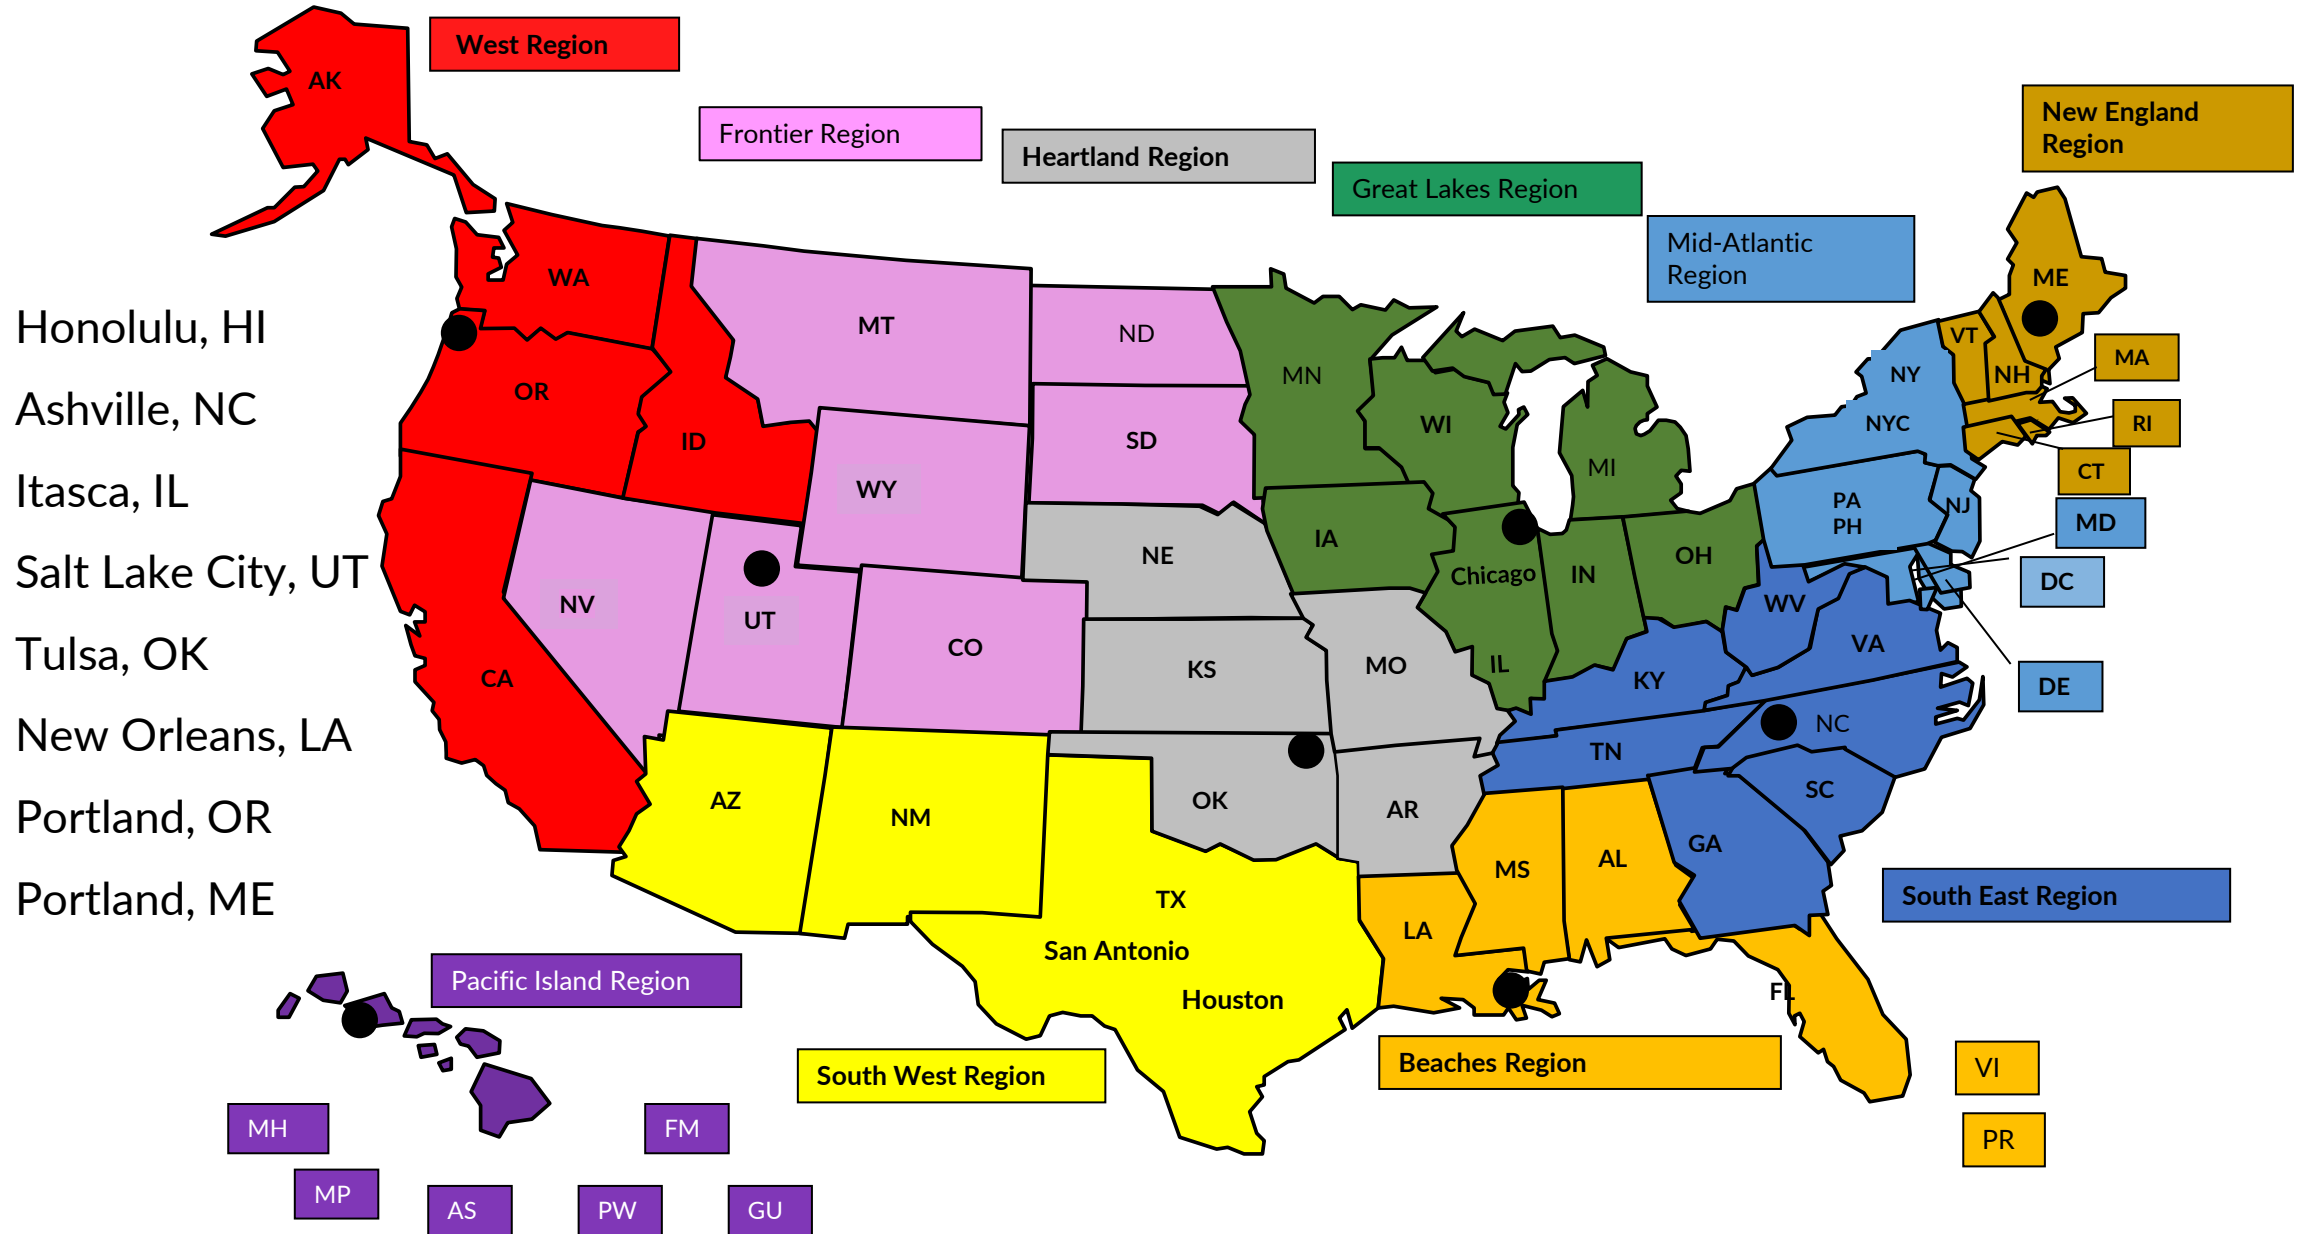 AK
West Region
Frontier Region
Heartland Region
Great Lakes Region
Mid-Atlantic
Region
New England
Region
Honolulu, HI
Ashville, NC
Itasca, IL
Salt Lake City, UT
Tulsa, OK
New Orleans, LA
Portland, OR
Portland, ME
WA
OR
ID
MT
ND
SD
WY
NV
UT
CO
CA
NE
KS
MO
OK
AR
MN
WI
MI
IA
Chicago
IL
IN
OH
ME
VT
NH
MA
RI
CT
NY
NYC
PA
PH
NJ
MD
DC
DE
WV
VA
KY
TN
NC
SC
GA
South East Region
AZ
NM
TX
San Antonio
Houston
South West Region
MS
AL
LA
FL
Beaches Region
VI
PR
Pacific Island Region
MH
FM
MP
AS
PW
GU